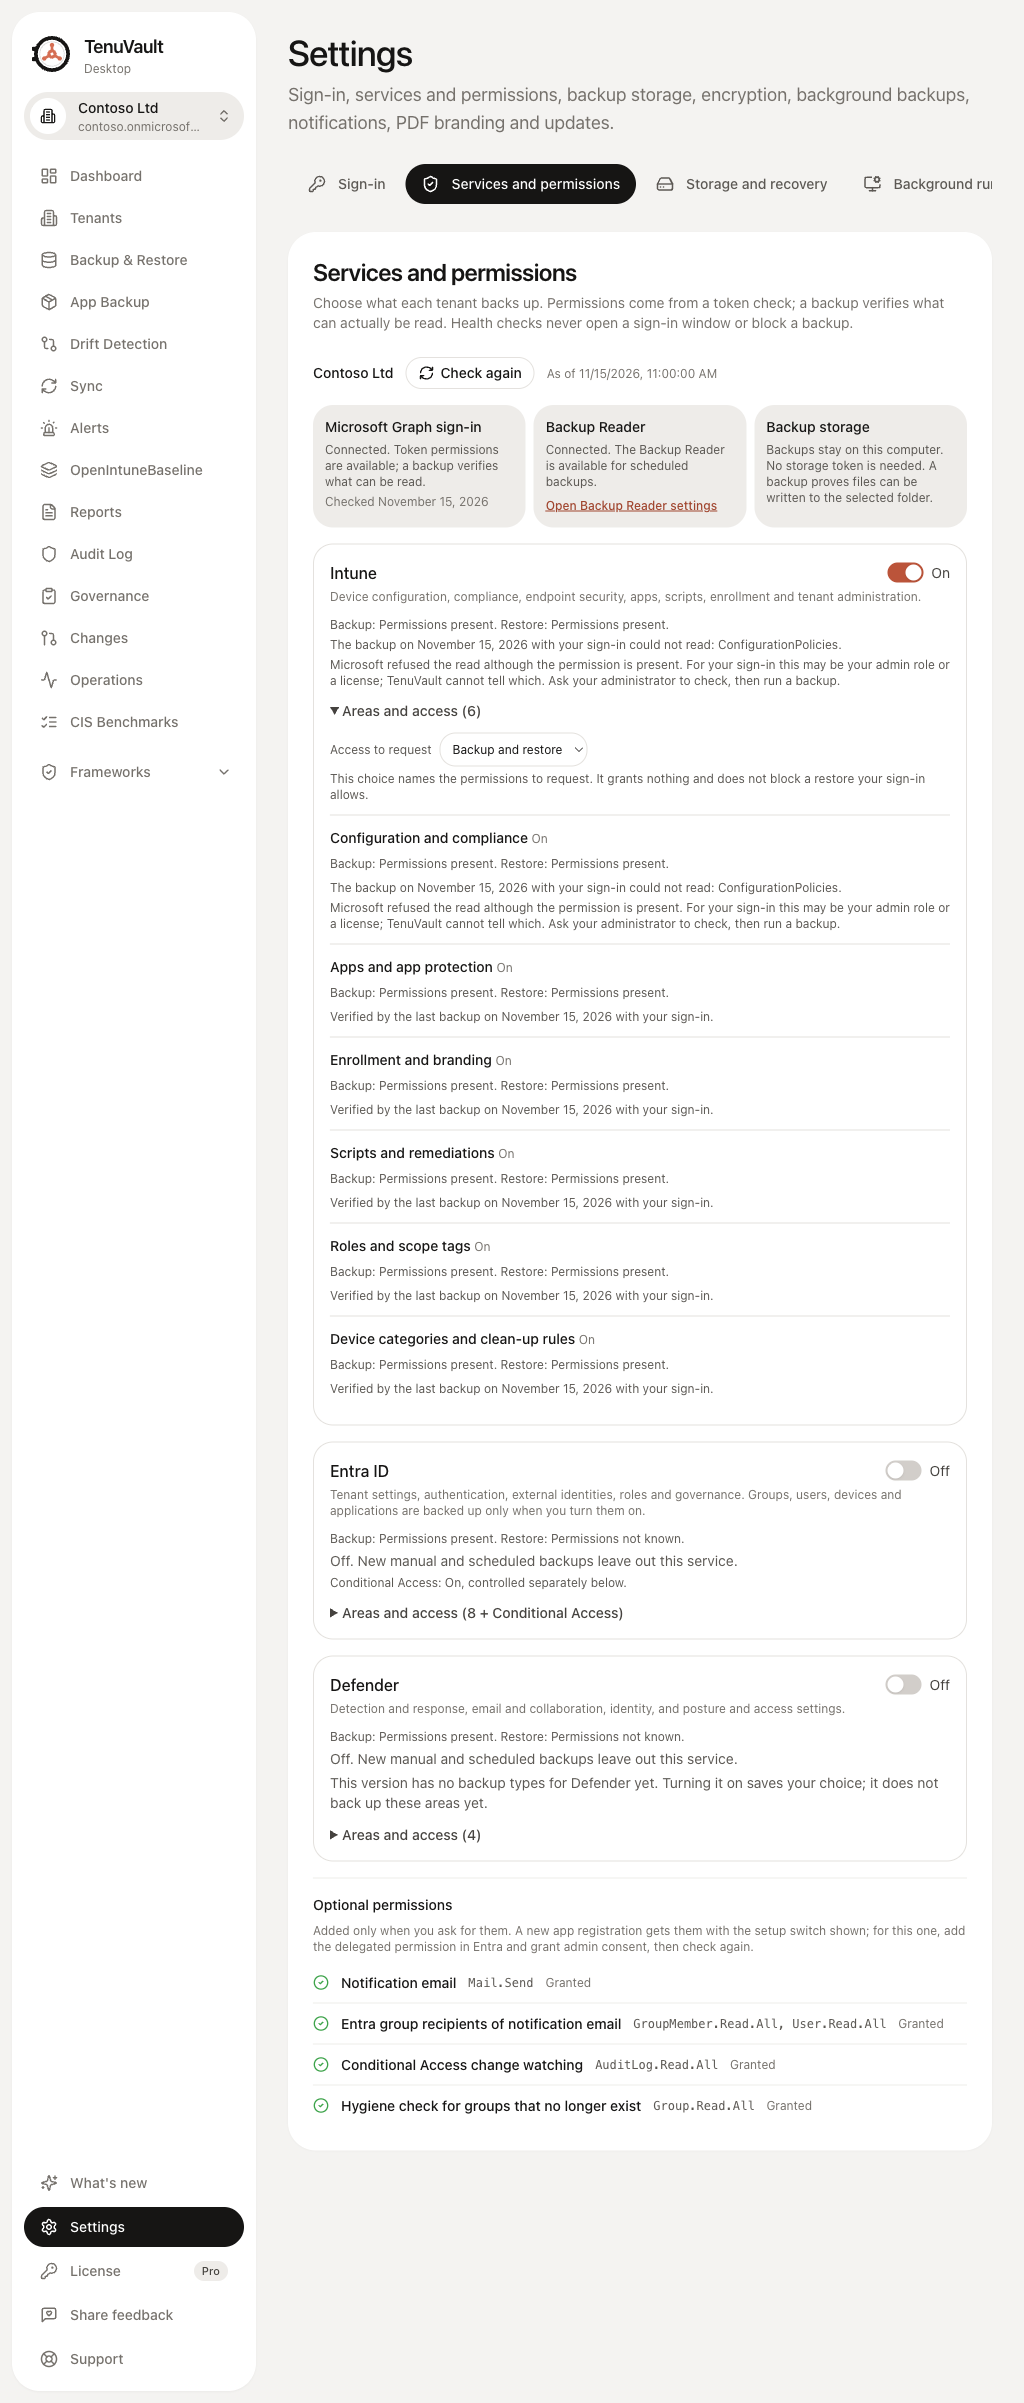 TenuVault
Desktop
Contoso Ltd
contoso.onmicrosof...
Dashboard
Tenants
Backup & Restore
App Backup
Drift Detection
Sync
Alerts
OpenIntuneBaseline
Reports
Audit Log
Governance
Changes
Operations
CIS Benchmarks
Frameworks
What's new
Settings
License Pro
Share feedback
Support
Settings
Sign-in, services and permissions, backup storage, encryption, background backups,
notifications, PDF branding and updates.
Sign-in Services and permissions Storage and recovery Background
Services and permissions
Choose what each tenant backs up. Permissions come from a token check; a backup verifies what
can actually be read. Health checks never open a sign-in window or block a backup.
Contoso Ltd Check again As of 11/15/2026, 11:00:00 AM
Microsoft Graph sign-in
Connected. Token permissions
are available; a backup verifies
what can be read.
Checked November 15, 2026
Backup Reader
Connected. The Backup Reader
is available for scheduled
backups.
Open Backup Reader settings
Backup storage
Backups stay on this computer.
No storage token is needed. A
backup proves files can be
written to the selected folder.
Intune On
Device configuration, compliance, endpoint security, apps, scripts, enrollment and tenant administration.
Backup: Permissions present. Restore: Permissions present.
The backup on November 15, 2026 with your sign-in could not read: ConfigurationPolicies.
Microsoft refused the read although the permission is present. For your sign-in this may be your admin role or
a license; TenuVault cannot tell which. Ask your administrator to check, then run a backup.
Areas and access (6)
Access to request Backup and restore
This choice names the permissions to request. It grants nothing and does not block a restore your sign-in
allows.
Configuration and compliance On
Backup: Permissions present. Restore: Permissions present.
The backup on November 15, 2026 with your sign-in could not read: ConfigurationPolicies.
Microsoft refused the read although the permission is present. For your sign-in this may be your admin role or
a license; TenuVault cannot tell which. Ask your administrator to check, then run a backup.
Apps and app protection On
Backup: Permissions present. Restore: Permissions present.
Verified by the last backup on November 15, 2026 with your sign-in.
Enrollment and branding On
Backup: Permissions present. Restore: Permissions present.
Verified by the last backup on November 15, 2026 with your sign-in.
Scripts and remediations On
Backup: Permissions present. Restore: Permissions present.
Verified by the last backup on November 15, 2026 with your sign-in.
Roles and scope tags On
Backup: Permissions present. Restore: Permissions present.
Verified by the last backup on November 15, 2026 with your sign-in.
Device categories and clean-up rules On
Backup: Permissions present. Restore: Permissions present.
Verified by the last backup on November 15, 2026 with your sign-in.
Entra ID Off
Tenant settings, authentication, external identities, roles and governance. Groups, users, devices and
applications are backed up only when you turn them on.
Backup: Permissions present. Restore: Permissions not known.
Off. New manual and scheduled backups leave out this service.
Conditional Access: On, controlled separately below.
Areas and access (8 + Conditional Access)
Defender Off
Detection and response, email and collaboration, identity, and posture and access settings.
Backup: Permissions present. Restore: Permissions not known.
Off. New manual and scheduled backups leave out this service.
This version has no backup types for Defender yet. Turning it on saves your choice; it does not
back up these areas yet.
Areas and access (4)
Optional permissions
Added only when you ask for them. A new app registration gets them with the setup switch shown; for this one, add
the delegated permission in Entra and grant admin consent, then check again.
Notification email Mail.Send Granted
Entra group recipients of notification email GroupMember.Read.All, User.Read.All Granted
Conditional Access change watching AuditLog.Read.All Granted
Hygiene check for groups that no longer exist Group.Read.All Granted